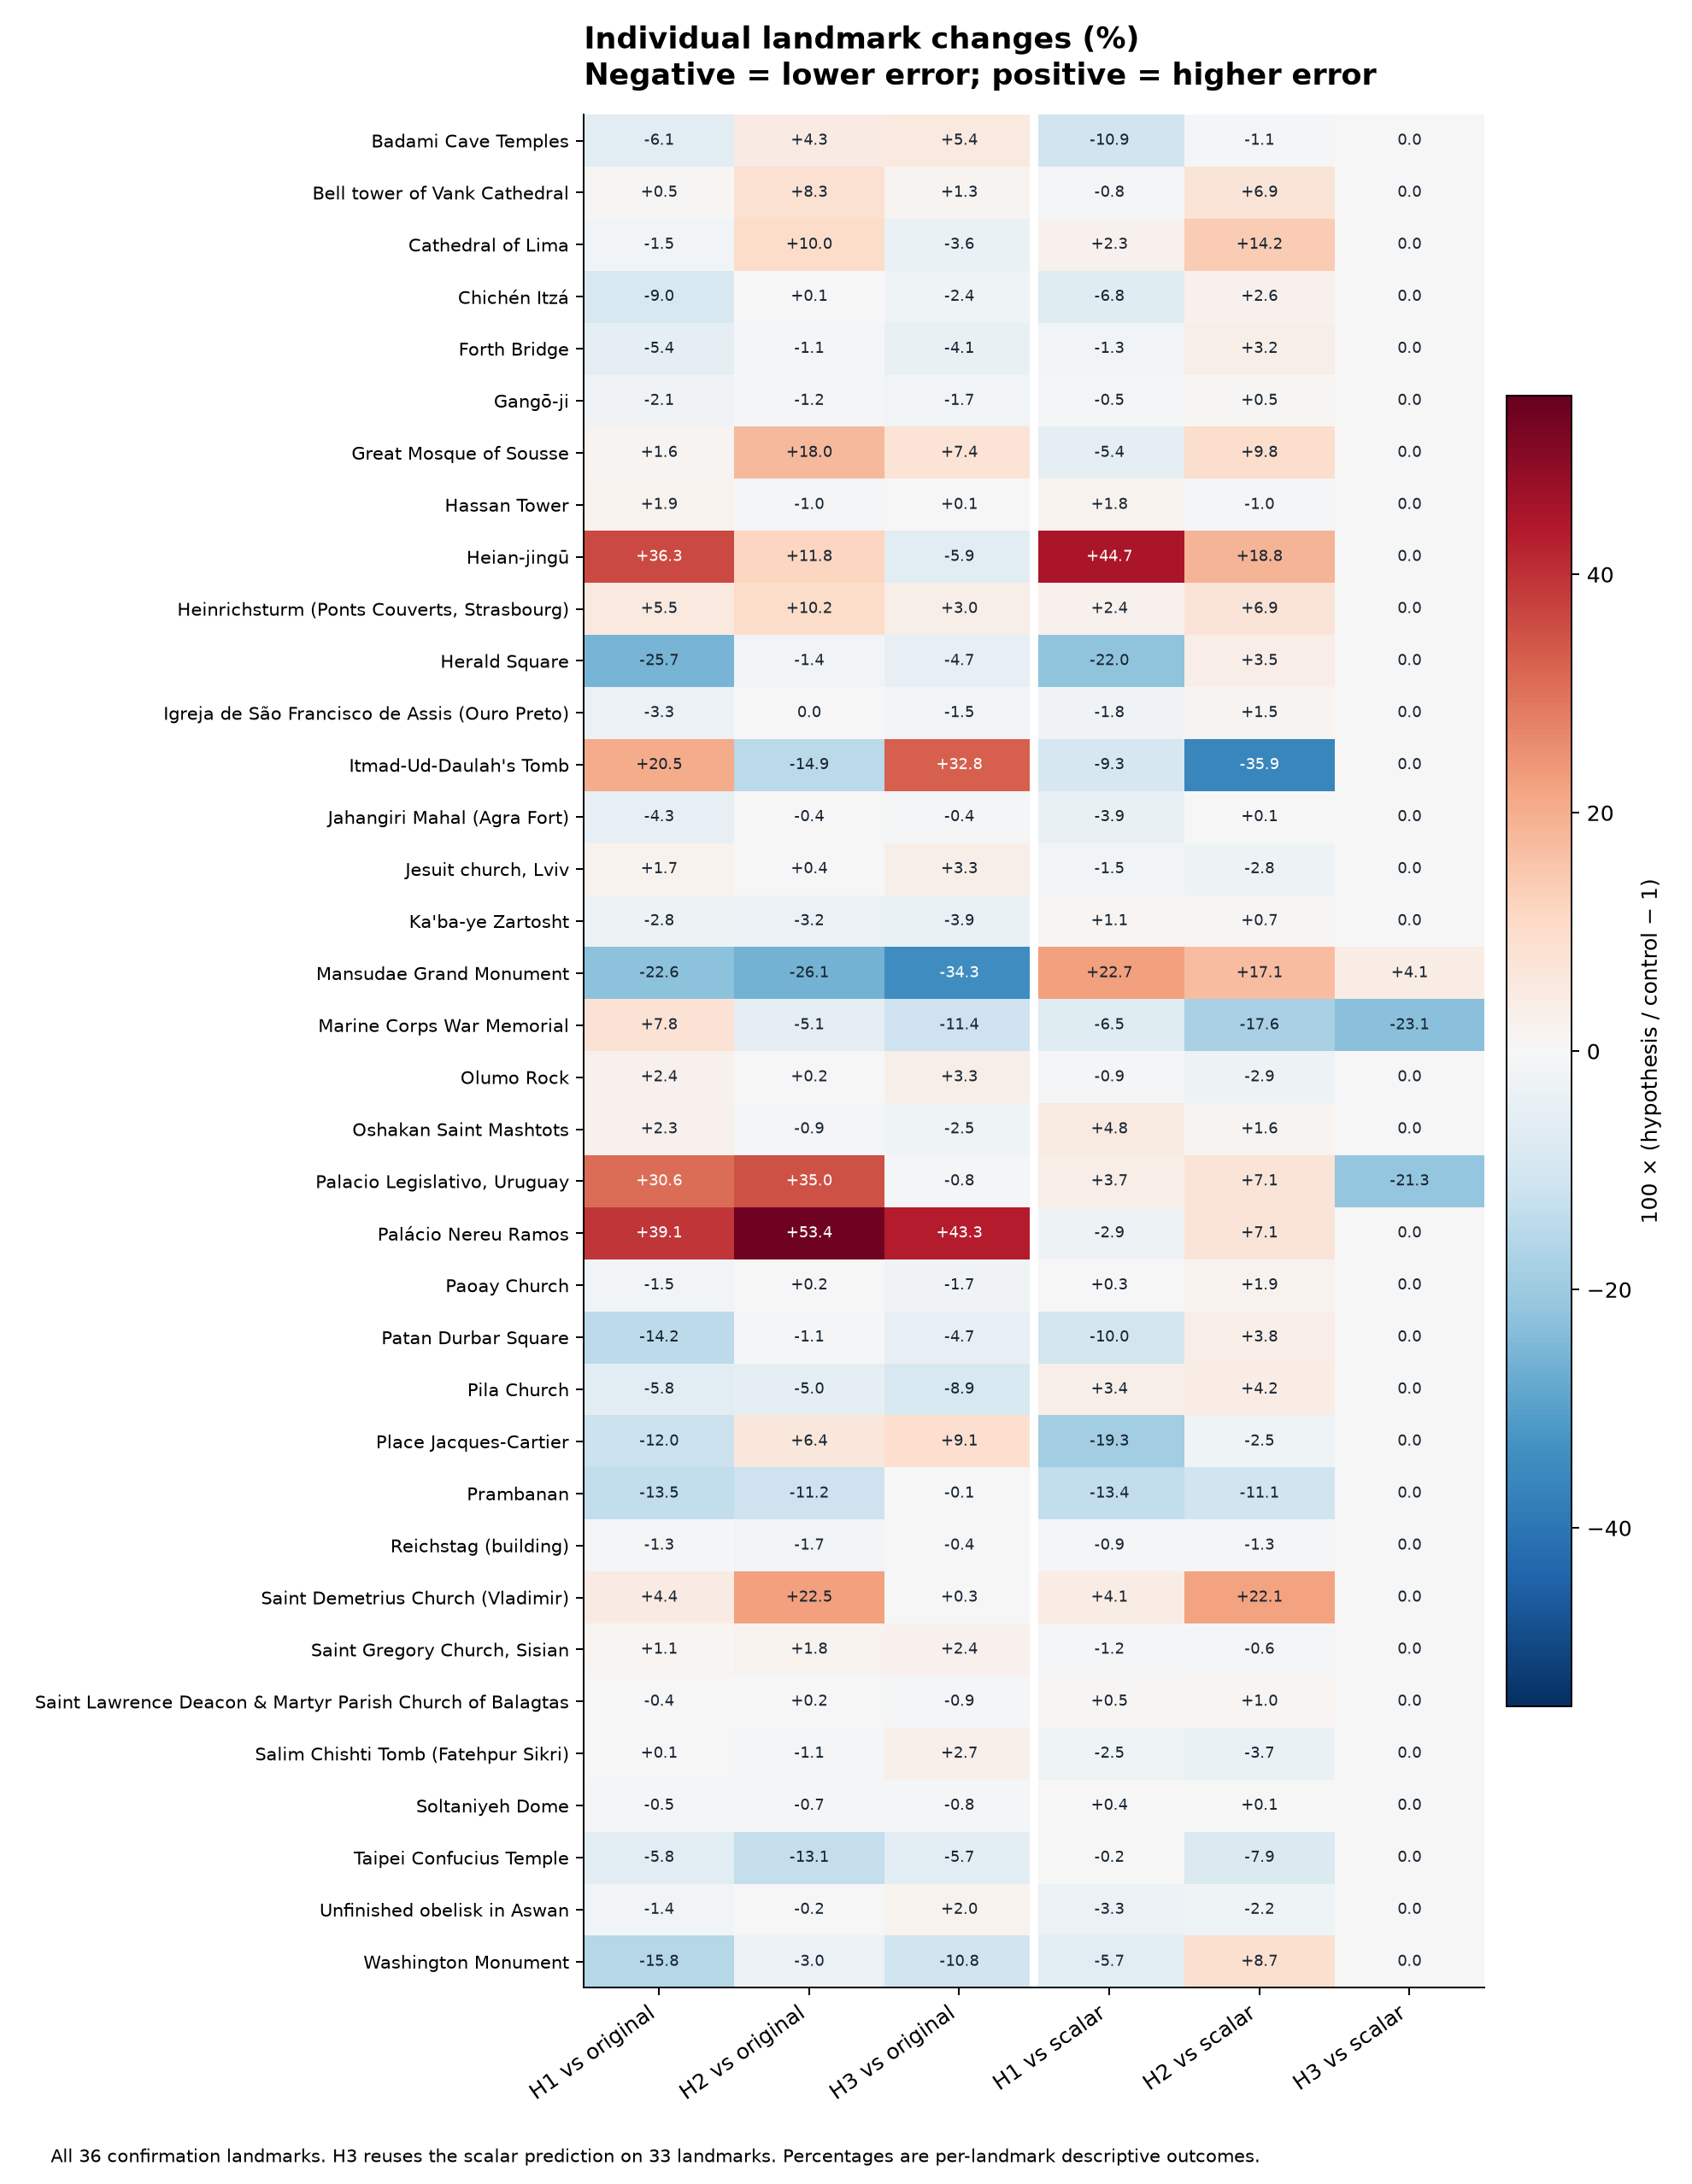 Individual landmark changes (%)
Negative = lower error; positive = higher error
Badami Cave Temples -6.1 +4.3 +5.4 -10.9 -1.1 0.0
Bell tower of Vank Cathedral +0.5 +8.3 +1.3 -0.8 +6.9 0.0
Cathedral of Lima -1.5 +10.0 -3.6 +2.3 +14.2 0.0
Chichén Itzá -9.0 +0.1 -2.4 -6.8 +2.6 0.0
Forth Bridge -5.4 -1.1 -4.1 -1.3 +3.2 0.0
Gangō-ji -2.1 -1.2 -1.7 -0.5 +0.5 0.0
Great Mosque of Sousse +1.6 +18.0 +7.4 -5.4 +9.8 0.0
Hassan Tower +1.9 -1.0 +0.1 +1.8 -1.0 0.0
Heian-jingū +36.3 +11.8 -5.9 +44.7 +18.8 0.0
Heinrichsturm (Ponts Couverts, Strasbourg) +5.5 +10.2 +3.0 +2.4 +6.9 0.0
Herald Square -25.7 -1.4 -4.7 -22.0 +3.5 0.0
Igreja de São Francisco de Assis (Ouro Preto) -3.3 0.0 -1.5 -1.8 +1.5 0.0
Itmad-Ud-Daulah's Tomb +20.5 -14.9 +32.8 -9.3 -35.9 0.0
Jahangiri Mahal (Agra Fort) -4.3 -0.4 -0.4 -3.9 +0.1 0.0
Jesuit church, Lviv +1.7 +0.4 +3.3 -1.5 -2.8 0.0
Ka'ba-ye Zartosht -2.8 -3.2 -3.9 +1.1 +0.7 0.0
Mansudae Grand Monument -22.6 -26.1 -34.3 +22.7 +17.1 +4.1
Marine Corps War Memorial +7.8 -5.1 -11.4 -6.5 -17.6 -23.1
Olumo Rock +2.4 +0.2 +3.3 -0.9 -2.9 0.0
Oshakan Saint Mashtots +2.3 -0.9 -2.5 +4.8 +1.6 0.0
Palacio Legislativo, Uruguay +30.6 +35.0 -0.8 +3.7 +7.1 -21.3
Palácio Nereu Ramos +39.1 +53.4 +43.3 -2.9 +7.1 0.0
Paoay Church -1.5 +0.2 -1.7 +0.3 +1.9 0.0
Patan Durbar Square -14.2 -1.1 -4.7 -10.0 +3.8 0.0
Pila Church -5.8 -5.0 -8.9 +3.4 +4.2 0.0
Place Jacques-Cartier -12.0 +6.4 +9.1 -19.3 -2.5 0.0
Prambanan -13.5 -11.2 -0.1 -13.4 -11.1 0.0
Reichstag (building) -1.3 -1.7 -0.4 -0.9 -1.3 0.0
Saint Demetrius Church (Vladimir) +4.4 +22.5 +0.3 +4.1 +22.1 0.0
Saint Gregory Church, Sisian +1.1 +1.8 +2.4 -1.2 -0.6 0.0
Saint Lawrence Deacon & Martyr Parish Church of Balagtas -0.4 +0.2 -0.9 +0.5 +1.0 0.0
Salim Chishti Tomb (Fatehpur Sikri) +0.1 -1.1 +2.7 -2.5 -3.7 0.0
Soltaniyeh Dome -0.5 -0.7 -0.8 +0.4 +0.1 0.0
Taipei Confucius Temple -5.8 -13.1 -5.7 -0.2 -7.9 0.0
Unfinished obelisk in Aswan -1.4 -0.2 +2.0 -3.3 -2.2 0.0
Washington Monument -15.8 -3.0 -10.8 -5.7 +8.7 0.0
H1 vs original H2 vs original H3 vs original H1 vs scalar H2 vs scalar H3 vs scalar
40
20
0
−20
−40
100 × (hypothesis / control − 1)
All 36 confirmation landmarks. H3 reuses the scalar prediction on 33 landmarks. Percentages are per-landmark descriptive outcomes.